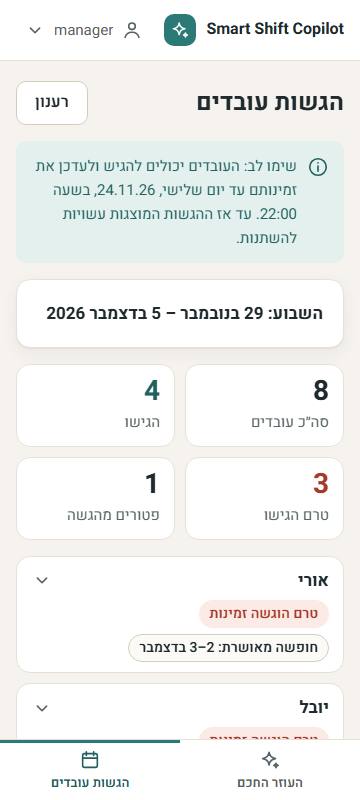 Smart Shift Copilot
manager
הגשות עובדים
רענון
שימו לב: העובדים יכולים להגיש ולעדכן את
זמינותם עד יום שלישי, 24.11.26, בשעה
22:00. עד אז ההגשות המוצגות עשויות
להשתנות.
השבוע: 29 בנובמבר – 5 בדצמבר 2026
8
סה״כ עובדים
4
הגישו
3
טרם הגישו
1
פטורים מהגשה
אורי
טרם הוגשה זמינות
חופשה מאושרת: 2–3 בדצמבר
יובל
טרם הוגשה זמינות
העוזר החכם
הגשות עובדים